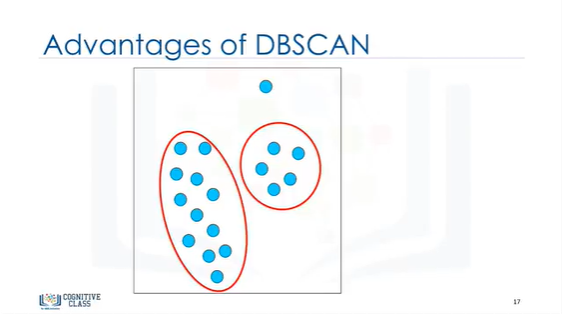 Advantages of DBSCAN
COGNITIVE
CLASS
17